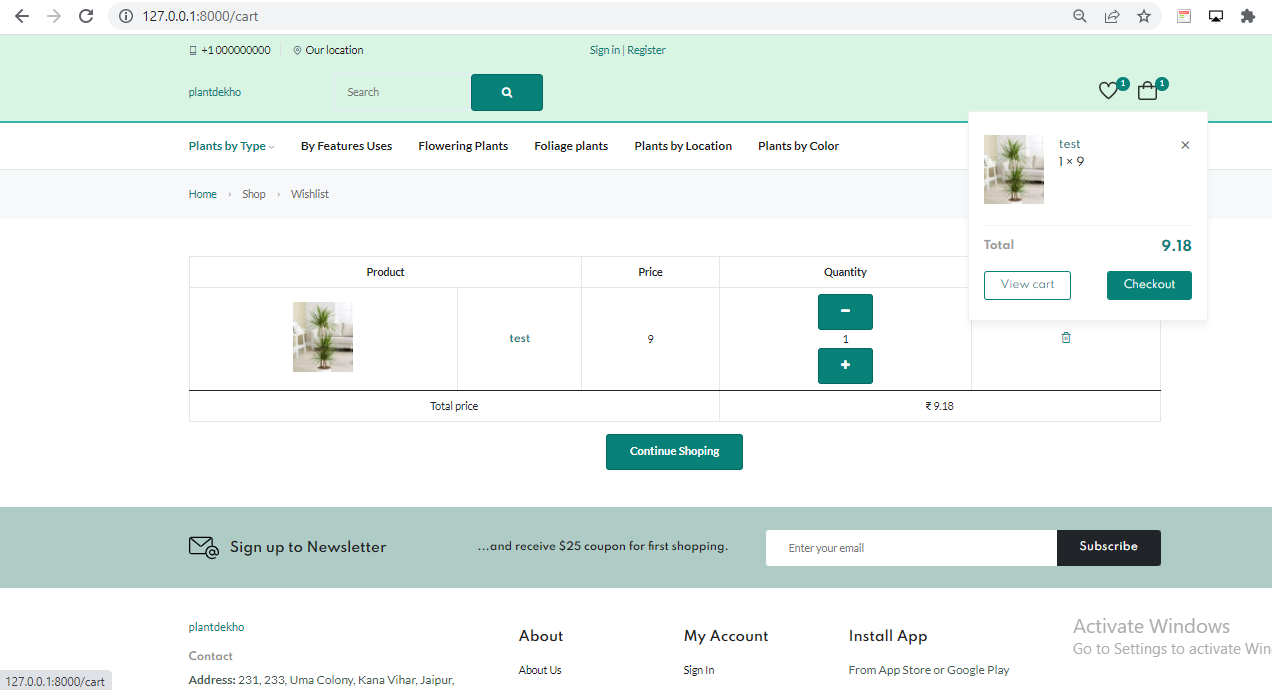 127.0.0.1:8000/cart
+1 000000000 Our location Sign in | Register
plantdekho Search 1 1
Plants by Type By Features Uses Flowering Plants Foliage plants Plants by Location Plants by Color
Home › Shop › Wishlist
test ×
1 × 9
Total 9.18
View cart Checkout
Product Price Quantity
test 9 − 1 +
Total price ₹ 9.18
Continue Shoping
Sign up to Newsletter ...and receive $25 coupon for first shopping. Enter your email Subscribe
plantdekho About My Account Install App
Contact
Address: 231, 233, Uma Colony, Kana Vihar, Jaipur, About Us Sign In From App Store or Google Play
Activate Windows
Go to Settings to activate Win
127.0.0.1:8000/cart